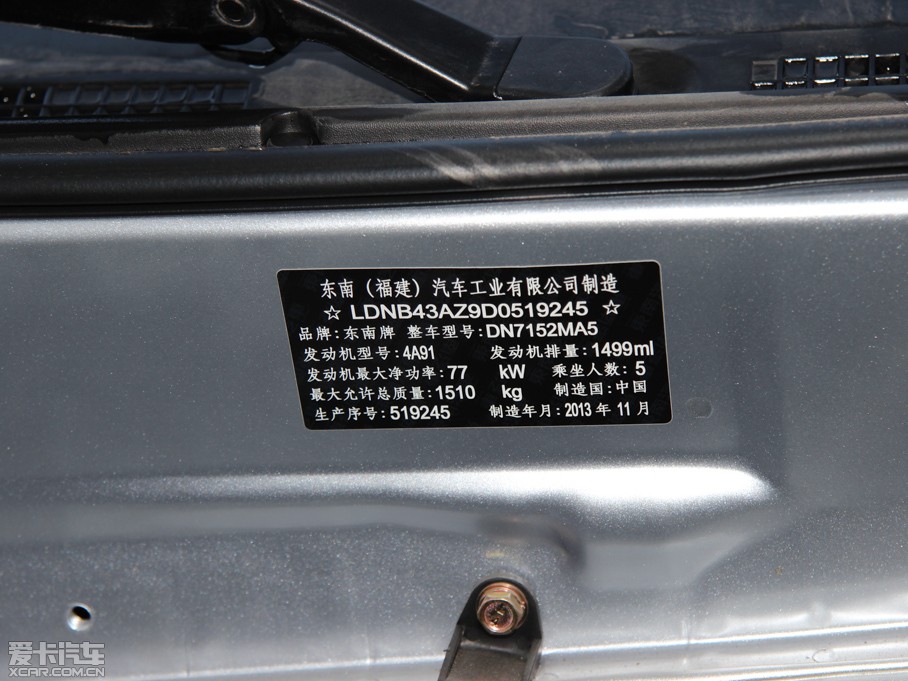 东南（福建）汽车工业有限公司制造
☆ LDNB43AZ9D0519245 ☆
品牌:东南牌 整车型号:DN7152MA5
发动机型号:4A91 发动机排量:1499ml
发动机最大净功率:77 kW 乘坐人数:5
最大允许总质量:1510 kg 制造国:中国
生产序号:519245 制造年月:2013 年 11 月
爱卡汽车
XCAR.COM.CN